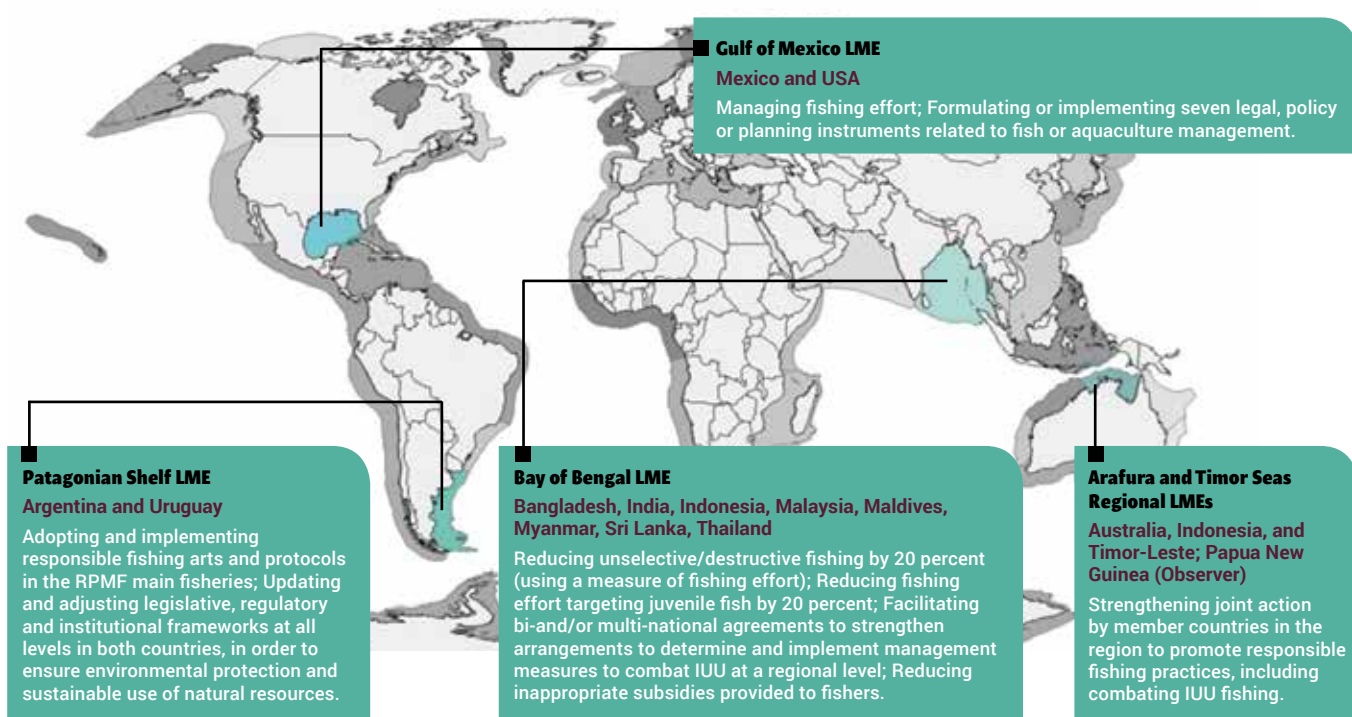 Gulf of Mexico LME
Mexico and USA
Managing fishing effort; Formulating or implementing seven legal, policy
or planning instruments related to fish or aquaculture management.
Patagonian Shelf LME
Argentina and Uruguay
Adopting and implementing
responsible fishing arts and protocols
in the RPMF main fisheries; Updating
and adjusting legislative, regulatory
and institutional frameworks at all
levels in both countries, in order to
ensure environmental protection and
sustainable use of natural resources.
Bay of Bengal LME
Bangladesh, India, Indonesia, Malaysia, Maldives,
Myanmar, Sri Lanka, Thailand
Reducing unselective/destructive fishing by 20 percent
(using a measure of fishing effort); Reducing fishing
effort targeting juvenile fish by 20 percent; Facilitating
bi-and/or multi-national agreements to strengthen
arrangements to determine and implement management
measures to combat IUU at a regional level; Reducing
inappropriate subsidies provided to fishers.
Arafura and Timor Seas
Regional LMEs
Australia, Indonesia, and
Timor-Leste; Papua New
Guinea (Observer)
Strengthening joint action
by member countries in the
region to promote responsible
fishing practices, including
combating IUU fishing.